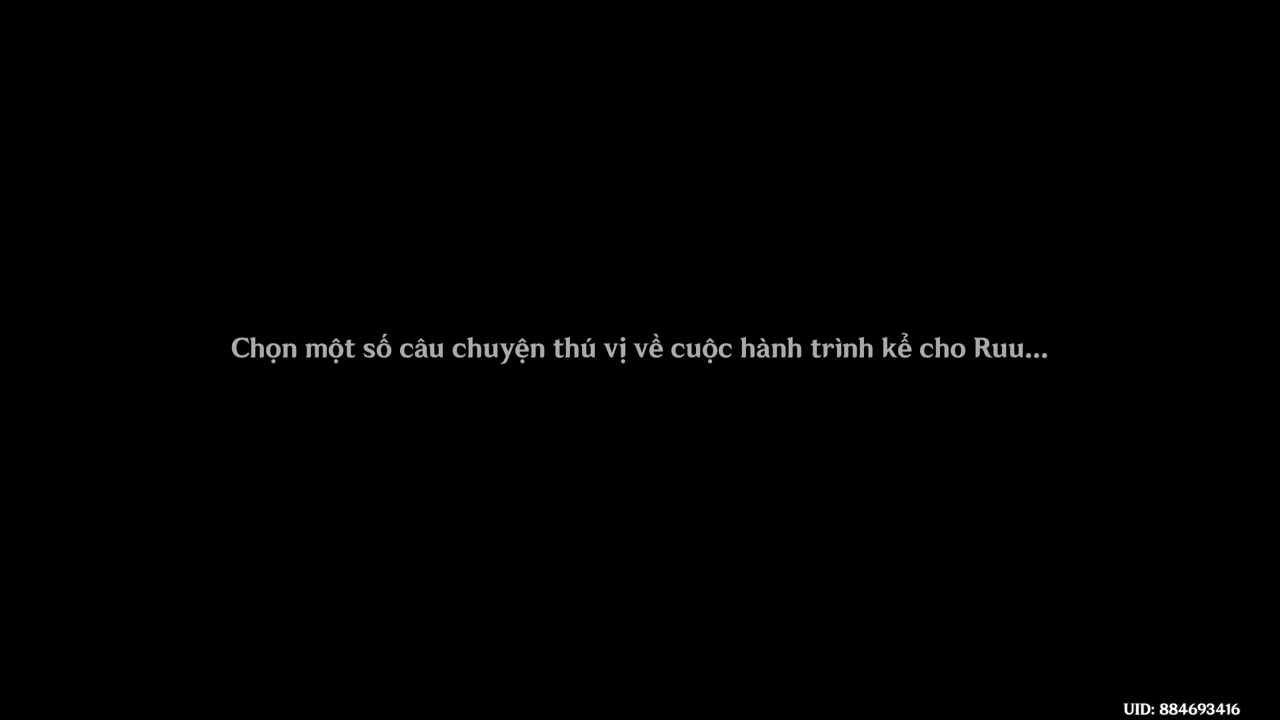 Chọn một số câu chuyện thú vị về cuộc hành trình kể cho Ruu...
UID: 884693416